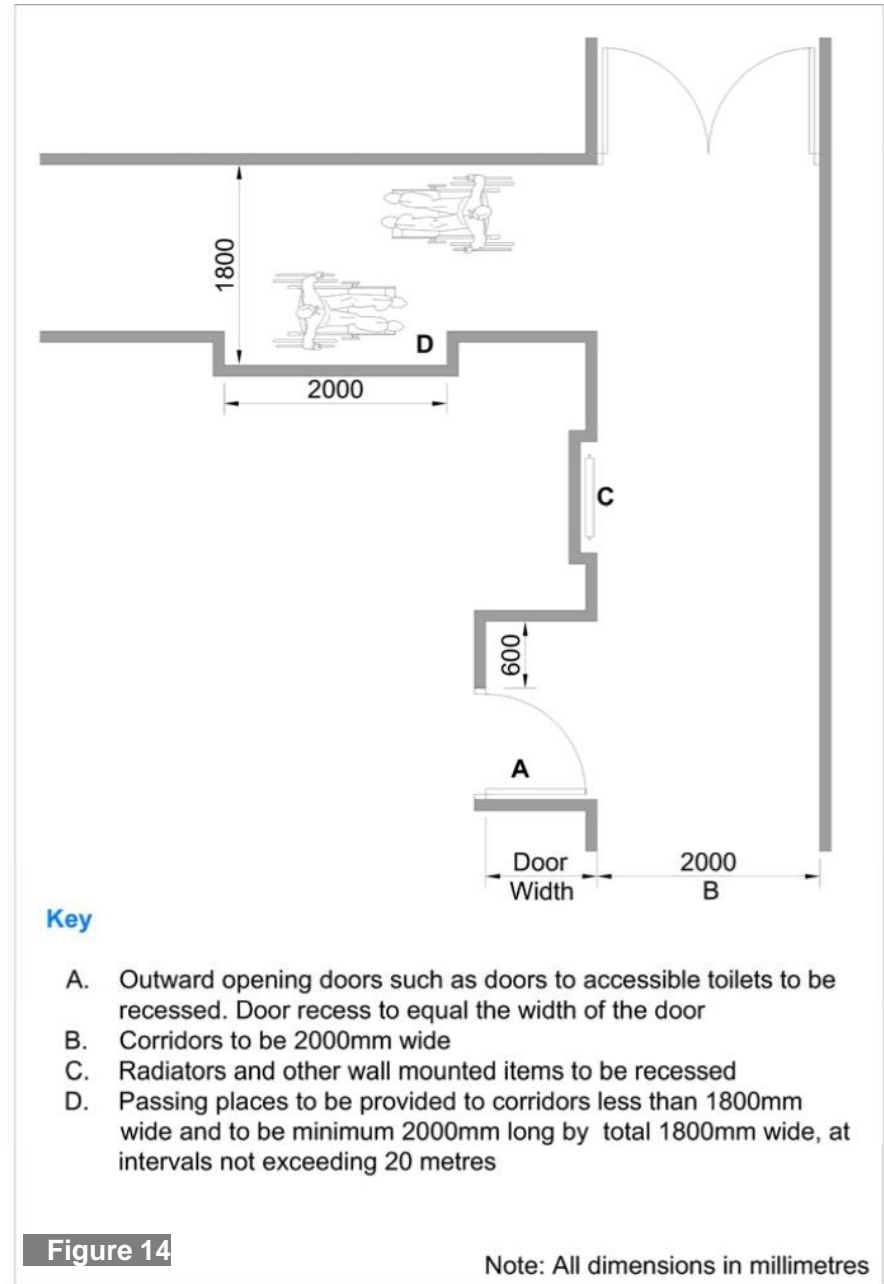 1800
D
2000
C
600
A
Door
Width
2000
B
Key
A. Outward opening doors such as doors to accessible toilets to be
recessed. Door recess to equal the width of the door
B. Corridors to be 2000mm wide
C. Radiators and other wall mounted items to be recessed
D. Passing places to be provided to corridors less than 1800mm
wide and to be minimum 2000mm long by total 1800mm wide, at
intervals not exceeding 20 metres
Figure 14
Note: All dimensions in millimetres